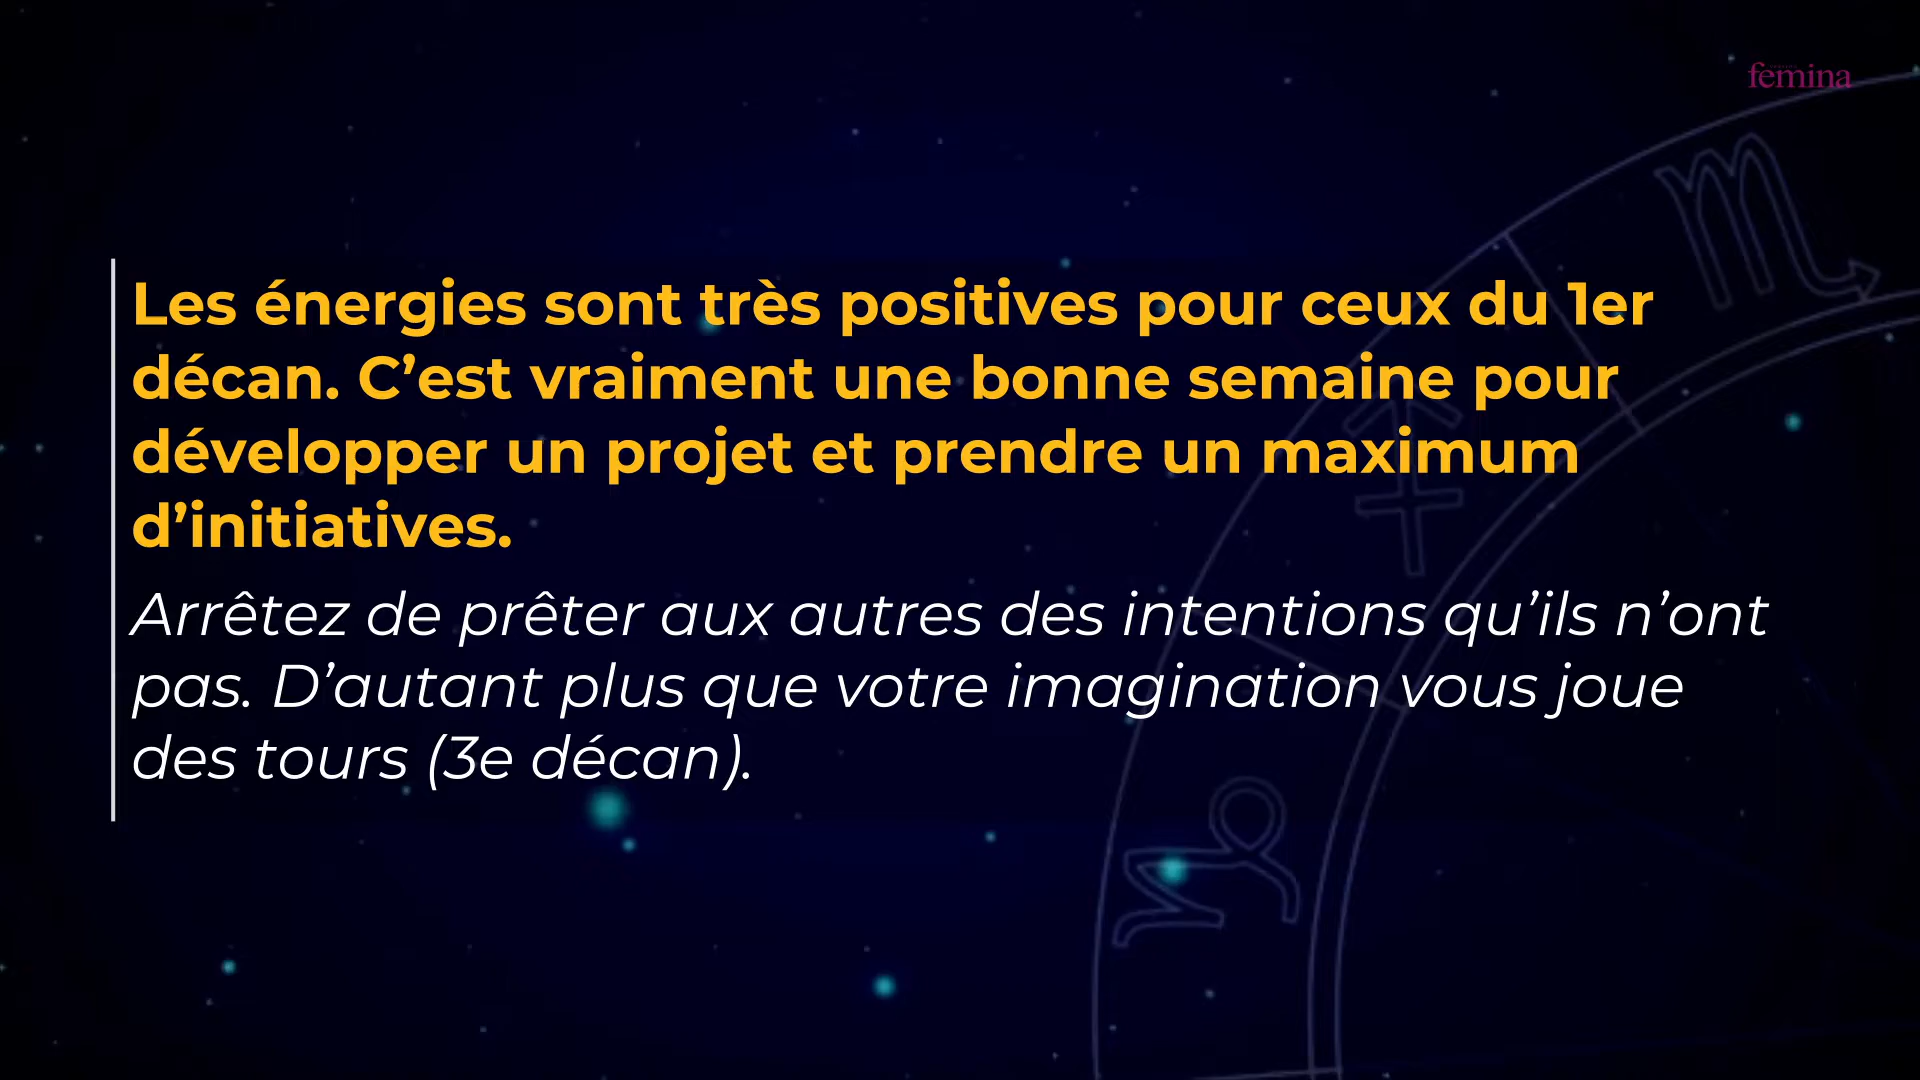 femina
Les énergies sont très positives pour ceux du 1er
décan. C’est vraiment une bonne semaine pour
développer un projet et prendre un maximum
d’initiatives.
Arrêtez de prêter aux autres des intentions qu’ils n’ont
pas. D’autant plus que votre imagination vous joue
des tours (3e décan).